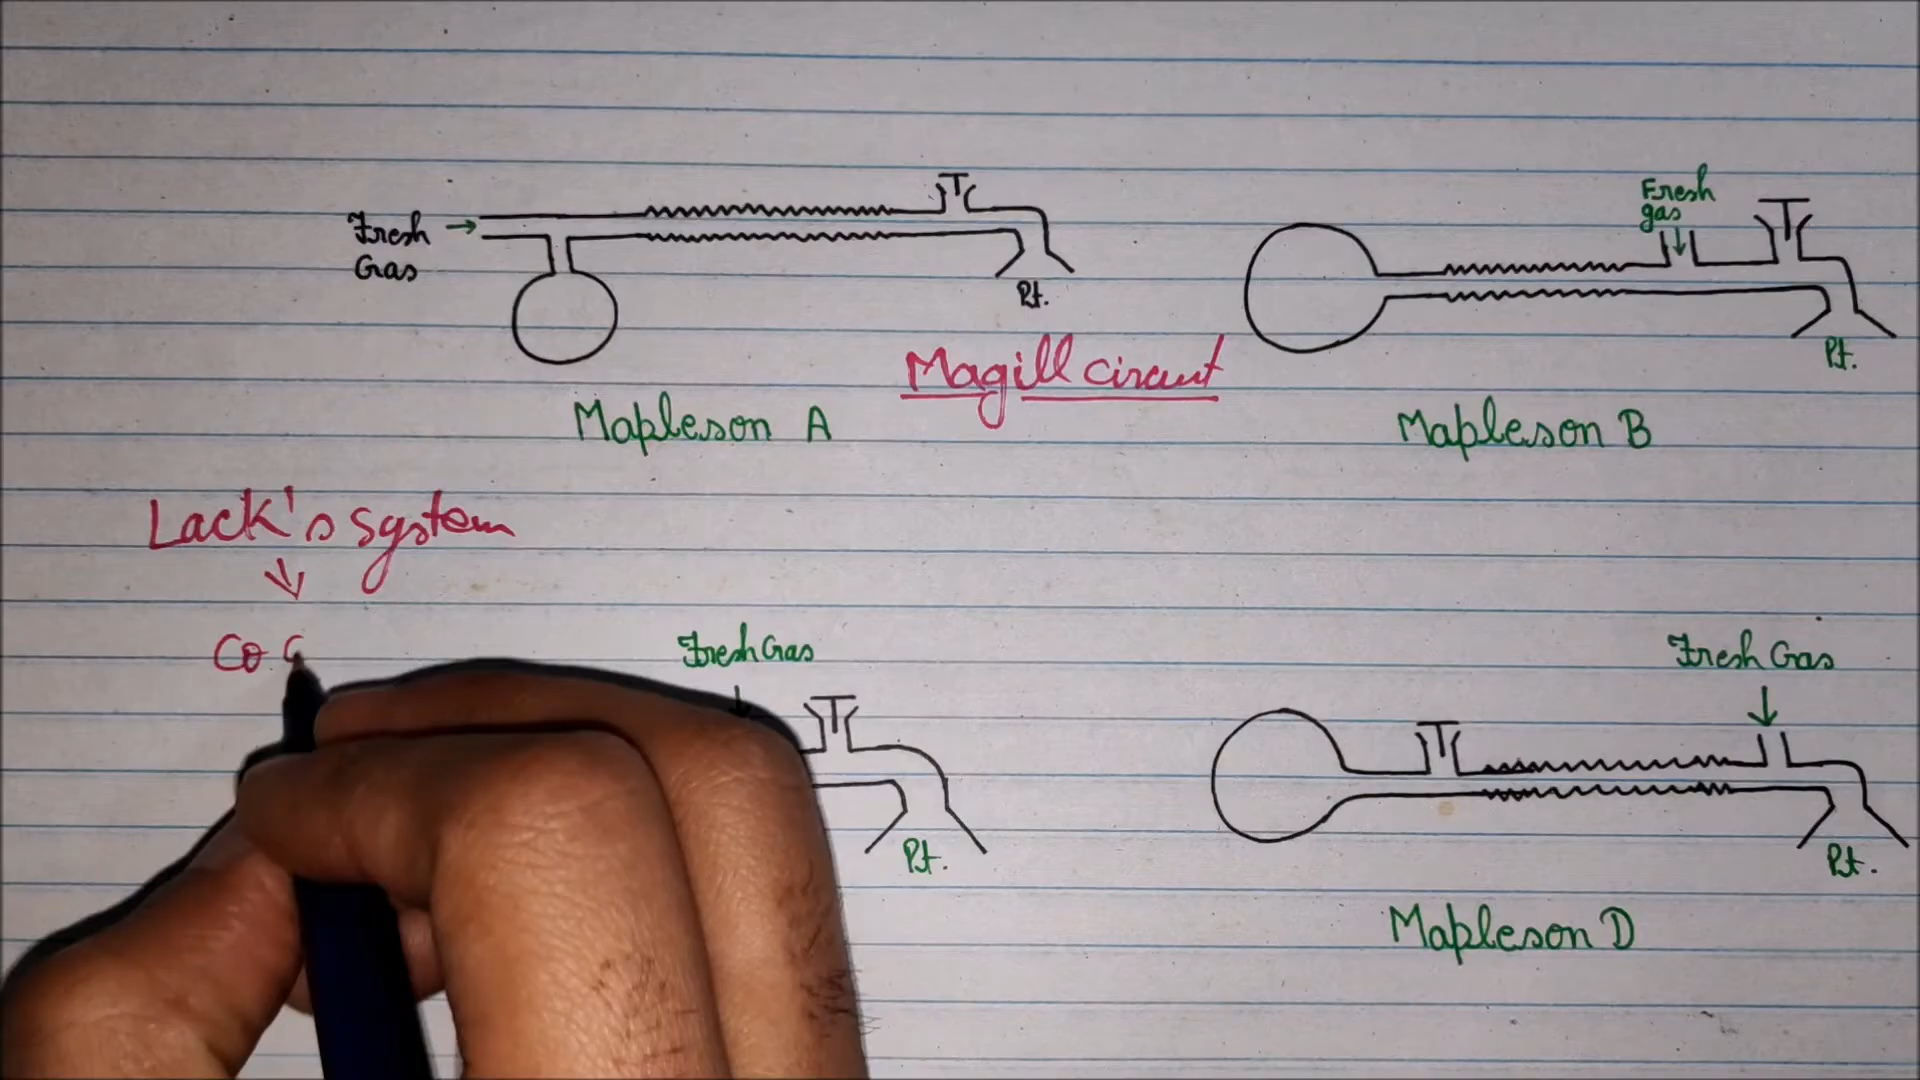 Fresh →
Gas
Pt.
Magill circuit
Mapleson A
Fresh
gas
Pt.
Mapleson B
Lack's system
Co
Fresh Gas
Pt.
Fresh Gas
Pt.
Mapleson D